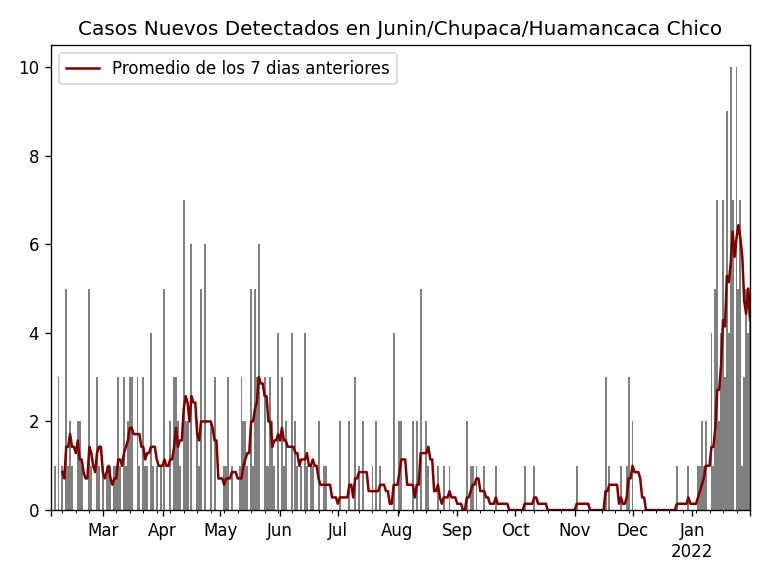 Casos Nuevos Detectados en Junin/Chupaca/Huamancaca Chico
Promedio de los 7 dias anteriores
10
8
6
4
2
0
Mar Apr May Jun Jul Aug Sep Oct Nov Dec Jan
2022